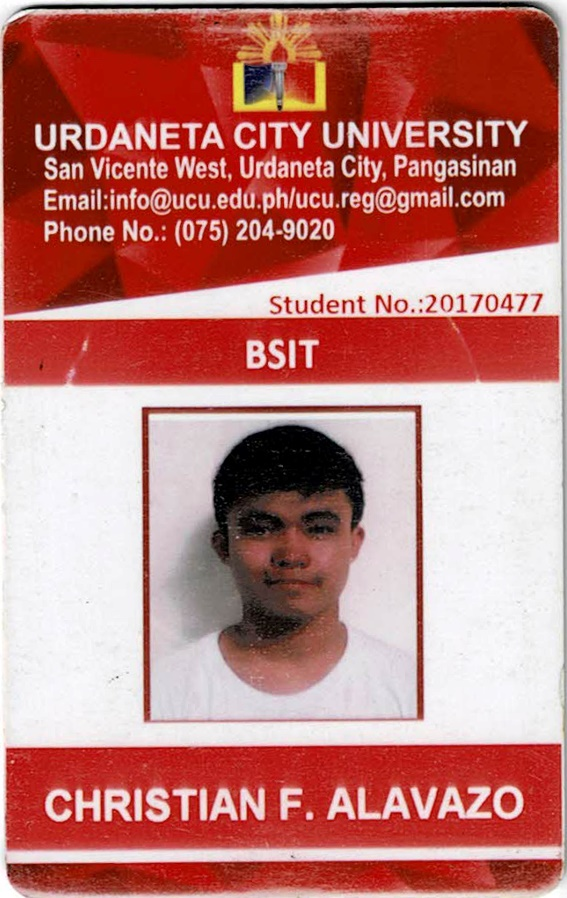 URDANETA CITY UNIVERSITY
San Vicente West, Urdaneta City, Pangasinan
Email:info@ucu.edu.ph/ucu.reg@gmail.com
Phone No.: (075) 204-9020
Student No.:20170477
BSIT
CHRISTIAN F. ALAVAZO